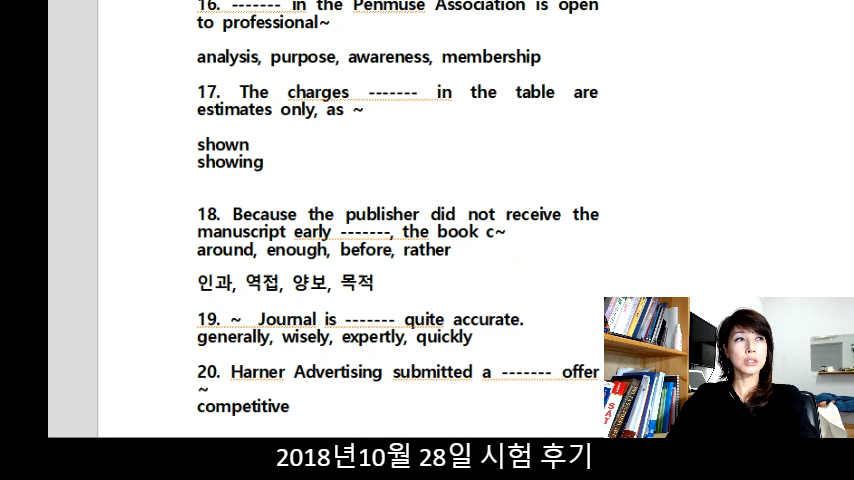 16. ------- in the Penmuse Association is open
to professional~
analysis, purpose, awareness, membership
17. The charges ------- in the table are
estimates only, as ~
shown
showing
18. Because the publisher did not receive the
manuscript early -------, the book c~
around, enough, before, rather
인과, 역접, 양보, 목적
19. ~ Journal is ------- quite accurate.
generally, wisely, expertly, quickly
20. Harner Advertising submitted a ------- offer
~
competitive
SAT
2018년10월 28일 시험 후기